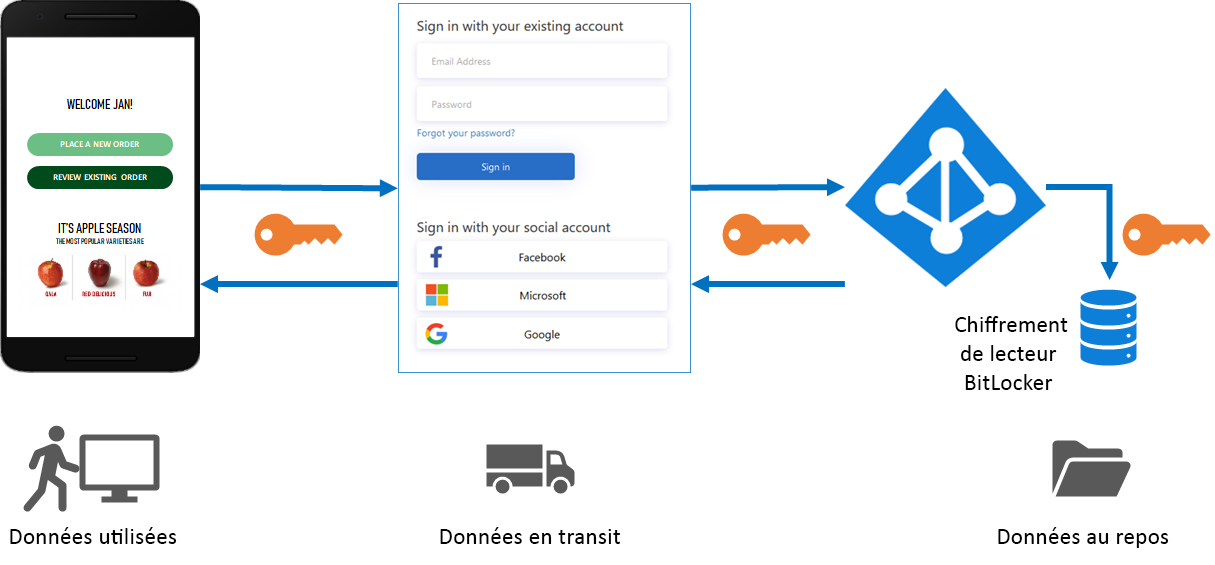 WELCOME JAN!
PLACE A NEW ORDER
REVIEW EXISTING ORDER
IT'S APPLE SEASON
THE MOST POPULAR VARIETIES ARE
GALA
RED DELICIOUS
FUJI
Sign in with your existing account
Email Address
Password
Forgot your password?
Sign in
Sign in with your social account
Facebook
Microsoft
Google
Chiffrement
de lecteur
BitLocker
Données utilisées
Données en transit
Données au repos